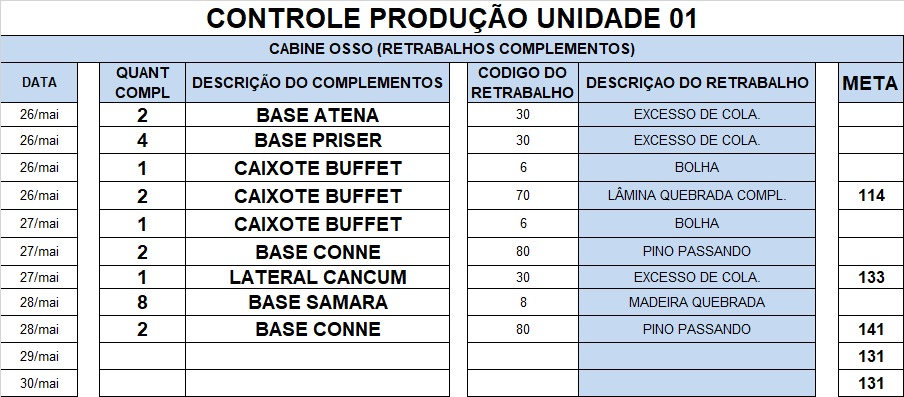 CONTROLE PRODUÇÃO UNIDADE 01
CABINE OSSO (RETRABALHOS COMPLEMENTOS)
DATA QUANT COMPL DESCRIÇÃO DO COMPLEMENTOS CODIGO DO RETRABALHO DESCRIÇAO DO RETRABALHO META
26/mai 2 BASE ATENA 30 EXCESSO DE COLA.
26/mai 4 BASE PRISER 30 EXCESSO DE COLA.
26/mai 1 CAIXOTE BUFFET 6 BOLHA
26/mai 2 CAIXOTE BUFFET 70 LÂMINA QUEBRADA COMPL. 114
27/mai 1 CAIXOTE BUFFET 6 BOLHA
27/mai 2 BASE CONNE 80 PINO PASSANDO
27/mai 1 LATERAL CANCUM 30 EXCESSO DE COLA. 133
28/mai 8 BASE SAMARA 8 MADEIRA QUEBRADA
28/mai 2 BASE CONNE 80 PINO PASSANDO 141
29/mai 131
30/mai 131